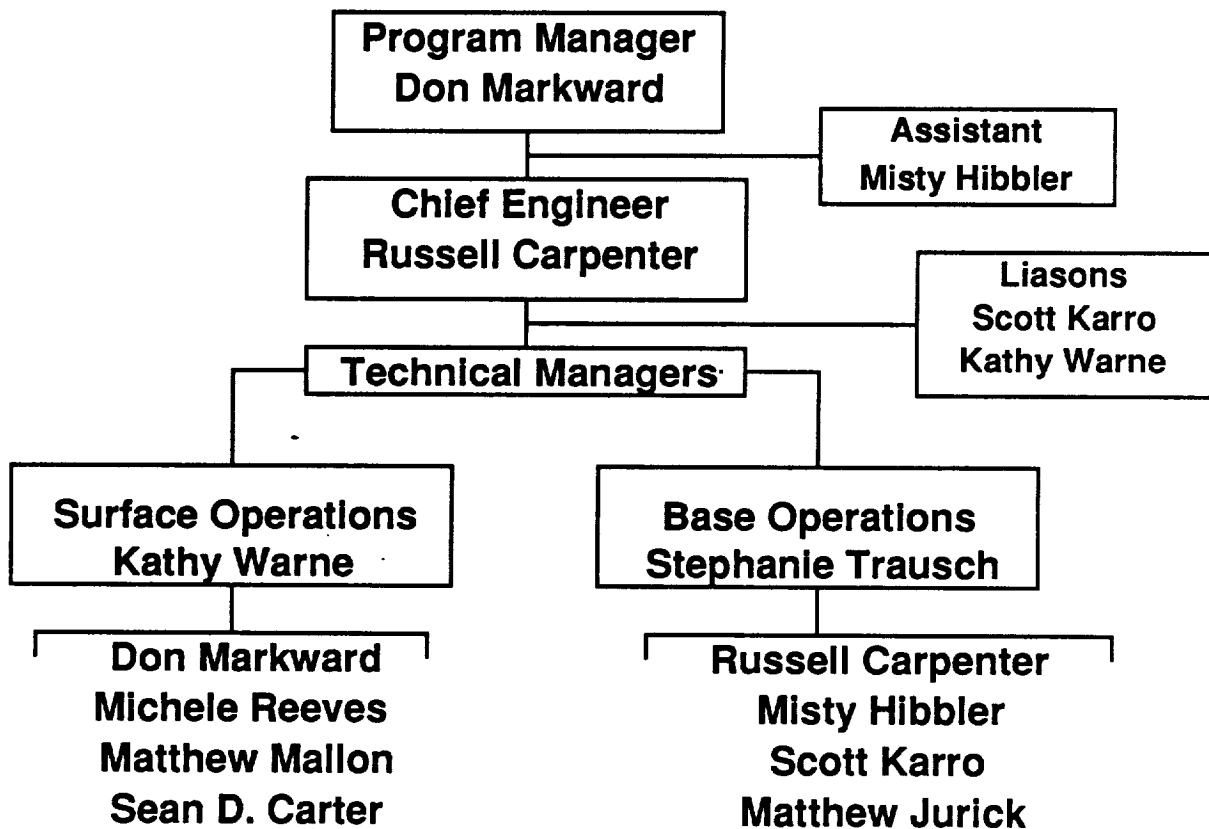 Program Manager
Don Markward
Assistant
Misty Hibbler
Chief Engineer
Russell Carpenter
Liasons
Scott Karro
Kathy Warne
Technical Managers
Surface Operations
Kathy Warne
Base Operations
Stephanie Trausch
Don Markward
Michele Reeves
Matthew Mallon
Sean D. Carter
Russell Carpenter
Misty Hibbler
Scott Karro
Matthew Jurick